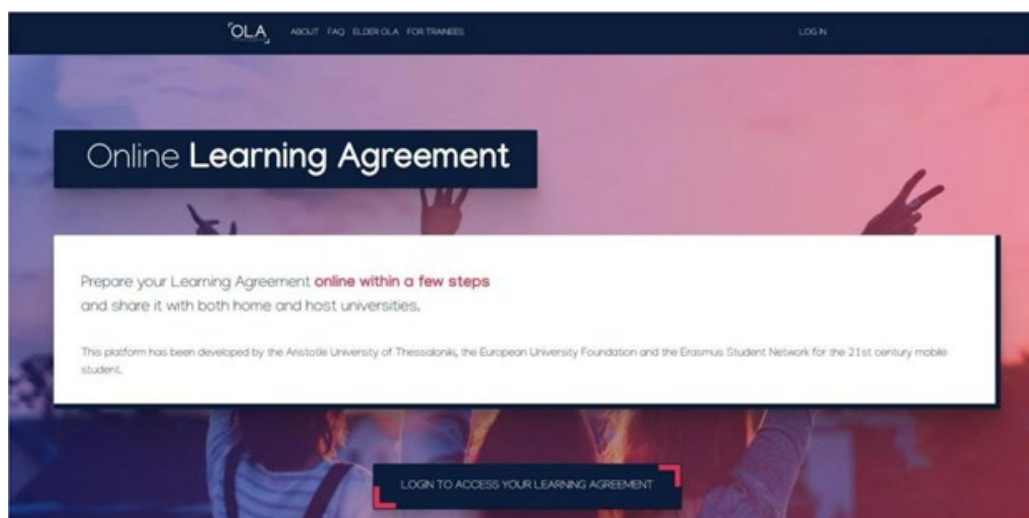 OLA ABOUT FAQ ELDER OLA FOR TRAINEES LOG IN
Online Learning Agreement
Prepare your Learning Agreement online within a few steps
and share it with both home and host universities.
This platform has been developed by the Aristotle University of Thessaloniki, the European University Foundation and the Erasmus Student Network for the 21st century mobile
student.
LOGIN TO ACCESS YOUR LEARNING AGREEMENT